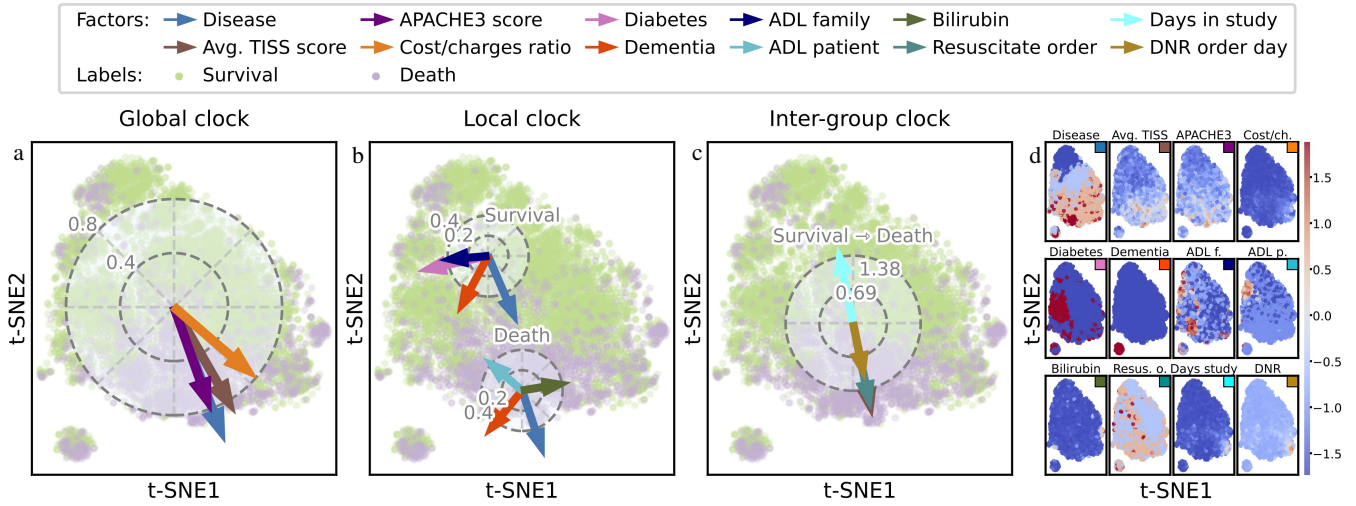 Factors: Disease APACHE3 score Diabetes ADL family Bilirubin Days in study
Avg. TISS score Cost/charges ratio Dementia ADL patient Resuscitate order DNR order day
Labels: Survival Death
Global clock Local clock Inter-group clock
a
0.8
0.4
t-SNE2
t-SNE1
b
Survival
0.4
0.2
Death
0.2
0.4
t-SNE2
t-SNE1
c
Survival → Death
1.38
0.69
t-SNE2
t-SNE1
d
Disease Avg. TISS APACHE3 Cost/ch.
Diabetes Dementia ADL f. ADL p.
Bilirubin Resus. o. Days study DNR
t-SNE2
t-SNE1
1.5
1.0
0.5
0.0
−0.5
−1.0
−1.5